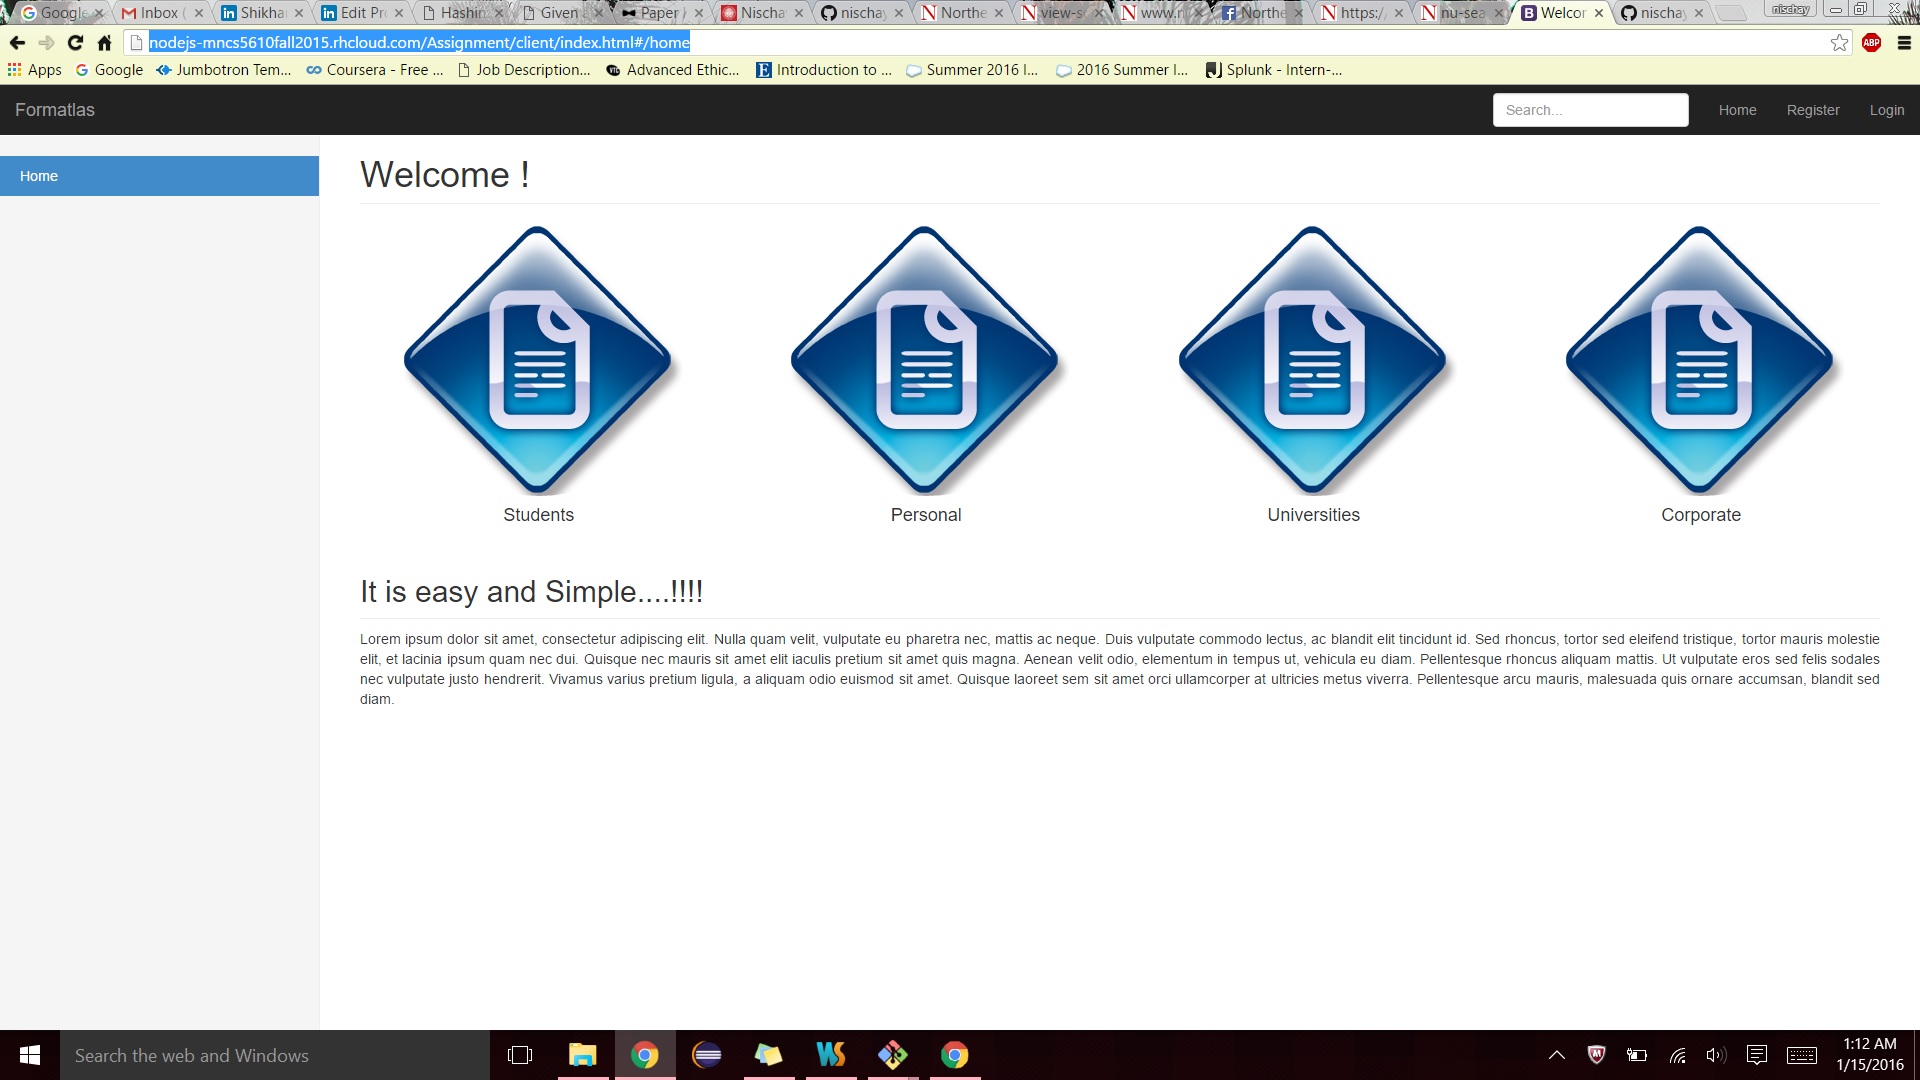 Google
Inbox (
Shikha
Edit Pr
Hashin
Given
Paper
Nischa
nischay
Northe
view-s
www.n
Northe
https:/
nu-sea
Welcor
nischay
nischay
nodejs-mncs5610fall2015.rhcloud.com/Assignment/client/index.html#/home
ABP
Apps Google Jumbotron Tem... Coursera - Free ... Job Description... Advanced Ethic... Introduction to ... Summer 2016 I... 2016 Summer I... Splunk - Intern-...
Formatlas
Search...
Home Register Login
Home
Welcome !
Students
Personal
Universities
Corporate
It is easy and Simple....!!!!
Lorem ipsum dolor sit amet, consectetur adipiscing elit. Nulla quam velit, vulputate eu pharetra nec, mattis ac neque. Duis vulputate commodo lectus, ac blandit elit tincidunt id. Sed rhoncus, tortor sed eleifend tristique, tortor mauris molestie
elit, et lacinia ipsum quam nec dui. Quisque nec mauris sit amet elit iaculis pretium sit amet quis magna. Aenean velit odio, elementum in tempus ut, vehicula eu diam. Pellentesque rhoncus aliquam mattis. Ut vulputate eros sed felis sodales
nec vulputate justo hendrerit. Vivamus varius pretium ligula, a aliquam odio euismod sit amet. Quisque laoreet sem sit amet orci ullamcorper at ultricies metus viverra. Pellentesque arcu mauris, malesuada quis ornare accumsan, blandit sed
diam.
Search the web and Windows
1:12 AM
1/15/2016